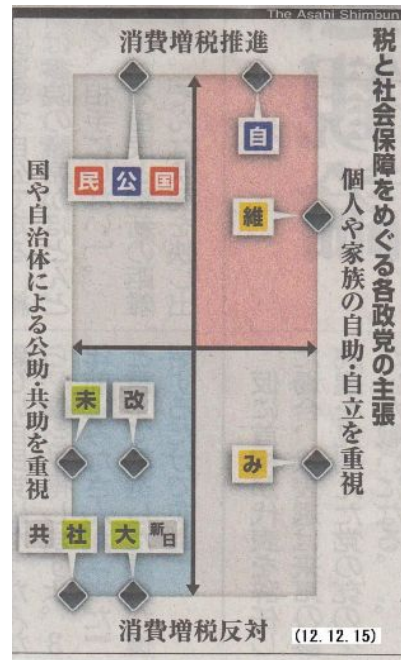 The Asahi Shimbun
税と社会保障をめぐる各政党の主張
消費増税推進
個人や家族の自助・自立を重視
国や自治体による公助・共助を重視
自
民 公 国
維
未 改
み
共 社 大 新日
消費増税反対
(12.12.15)